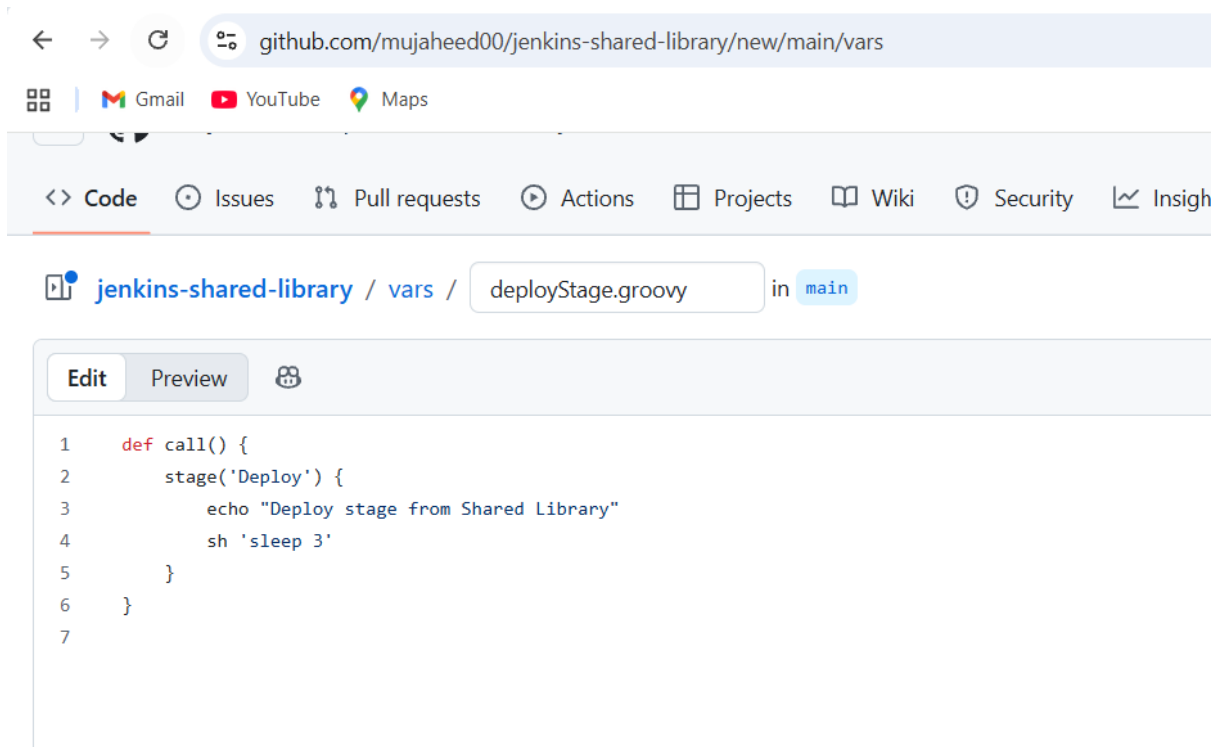 github.com/mujaheed00/jenkins-shared-library/new/main/vars
Gmail YouTube Maps
<> Code Issues Pull requests Actions Projects Wiki Security Insigh
jenkins-shared-library / vars / deployStage.groovy in main
Edit Preview
1 def call() {
2 stage('Deploy') {
3 echo "Deploy stage from Shared Library"
4 sh 'sleep 3'
5 }
6 }
7